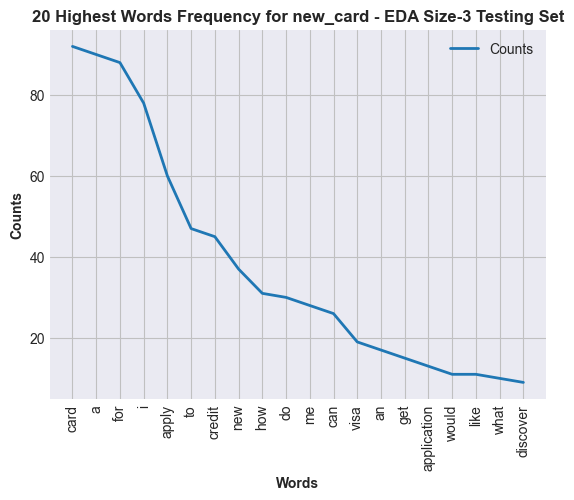 20 Highest Words Frequency for new_card - EDA Size-3 Testing Set
Counts
80
60
40
20
Counts
card
a
for
i
apply
to
credit
new
how
do
me
can
visa
an
get
application
would
like
what
discover
Words